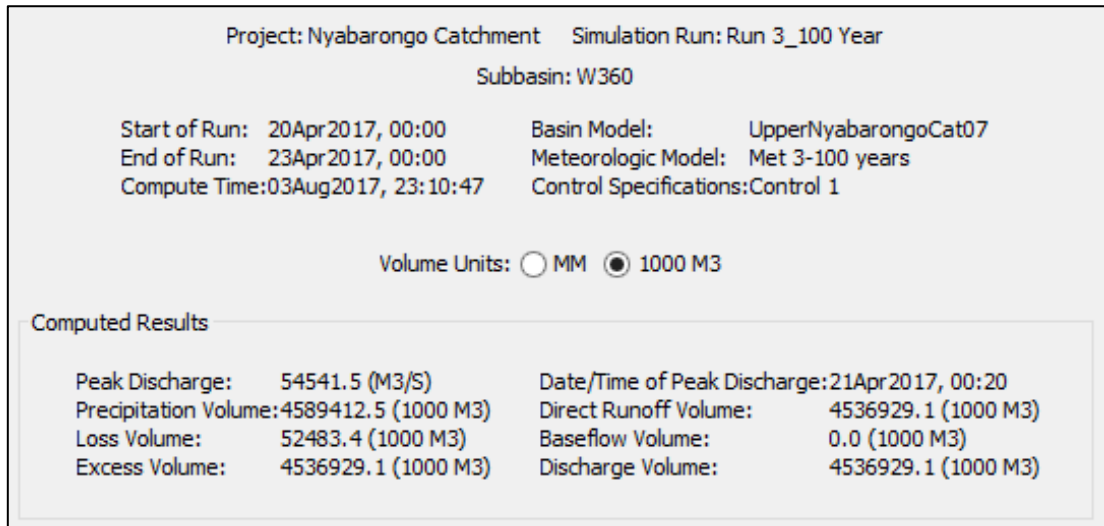 Project: Nyabarongo Catchment Simulation Run: Run 3_100 Year
Subbasin: W360
Start of Run: 20Apr2017, 00:00 Basin Model: UpperNyabarongoCat07
End of Run: 23Apr2017, 00:00 Meteorologic Model: Met 3-100 years
Compute Time:03Aug2017, 23:10:47 Control Specifications:Control 1
Volume Units: MM 1000 M3
Computed Results
Peak Discharge: 54541.5 (M3/S) Date/Time of Peak Discharge:21Apr2017, 00:20
Precipitation Volume:4589412.5 (1000 M3) Direct Runoff Volume: 4536929.1 (1000 M3)
Loss Volume: 52483.4 (1000 M3) Baseflow Volume: 0.0 (1000 M3)
Excess Volume: 4536929.1 (1000 M3) Discharge Volume: 4536929.1 (1000 M3)